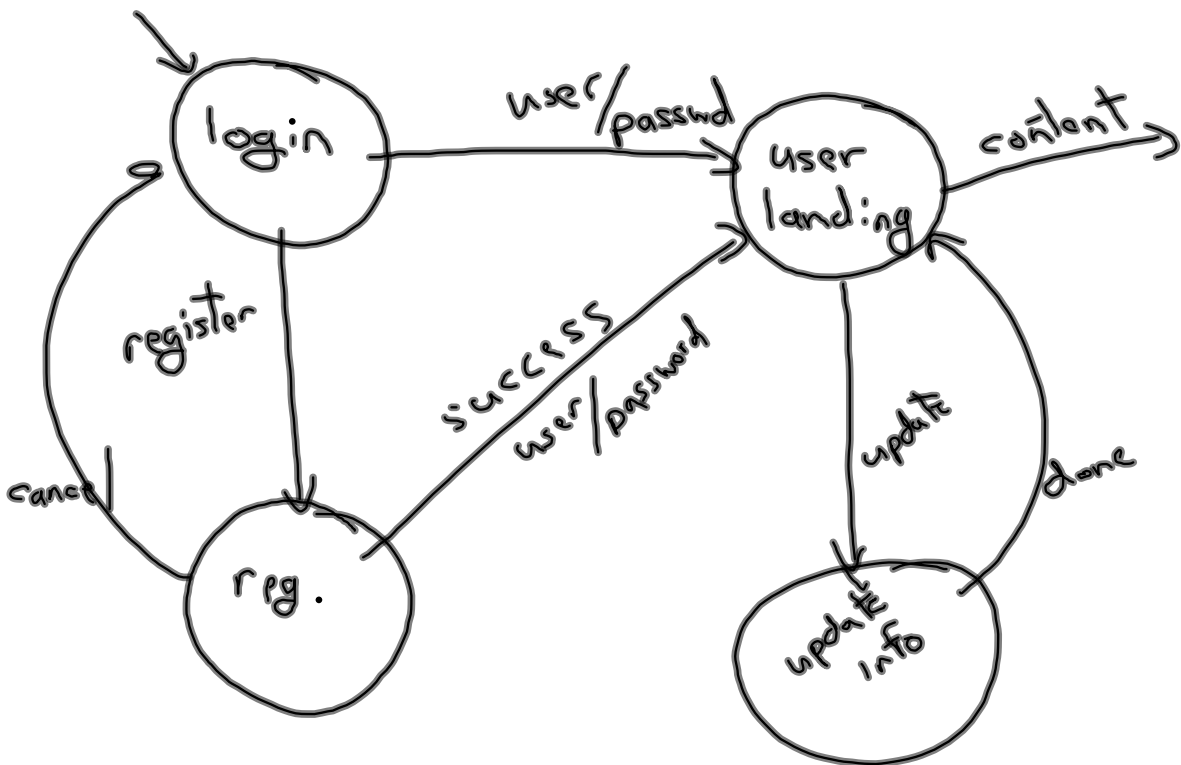 login
user/passwd
user
landing
content
register
success
user/password
update
done
cancel
reg.
update
info